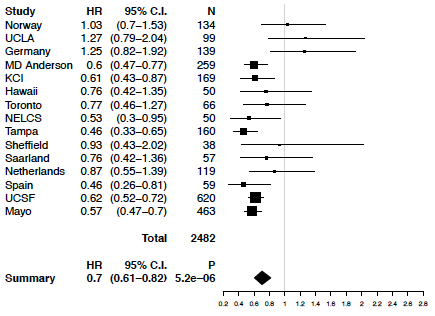 Study HR 95% C.I. N
Norway 1.03 (0.7–1.53) 134
UCLA 1.27 (0.79–2.04) 99
Germany 1.25 (0.82–1.92) 139
MD Anderson 0.6 (0.47–0.77) 259
KCI 0.61 (0.43–0.87) 169
Hawaii 0.76 (0.42–1.35) 50
Toronto 0.77 (0.46–1.27) 66
NELCS 0.53 (0.3–0.95) 50
Tampa 0.46 (0.33–0.65) 160
Sheffield 0.93 (0.43–2.02) 38
Saarland 0.76 (0.42–1.36) 57
Netherlands 0.87 (0.55–1.39) 119
Spain 0.46 (0.26–0.81) 59
UCSF 0.62 (0.52–0.72) 620
Mayo 0.57 (0.47–0.7) 463
Total 2482
HR 95% C.I. P
Summary 0.7 (0.61–0.82) 5.2e−06
0.2 0.4 0.6 0.8 1 1.2 1.4 1.6 1.8 2 2.2 2.4 2.6 2.8